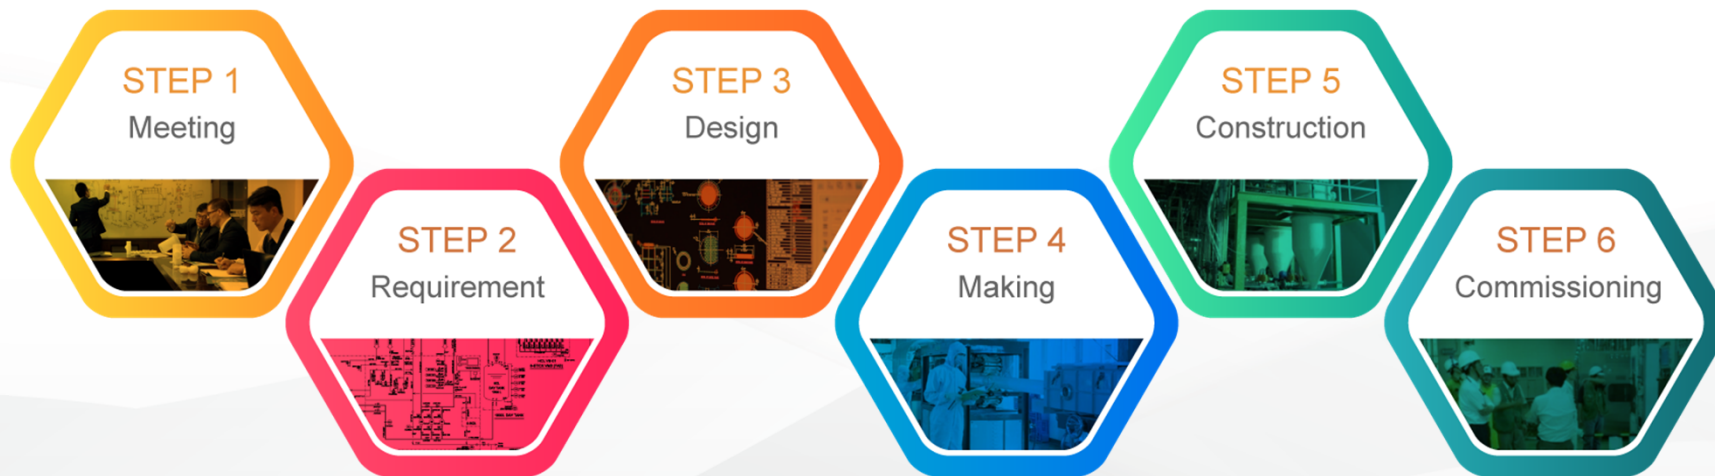 STEP 1
Meeting
STEP 2
Requirement
STEP 3
Design
STEP 4
Making
STEP 5
Construction
STEP 6
Commissioning